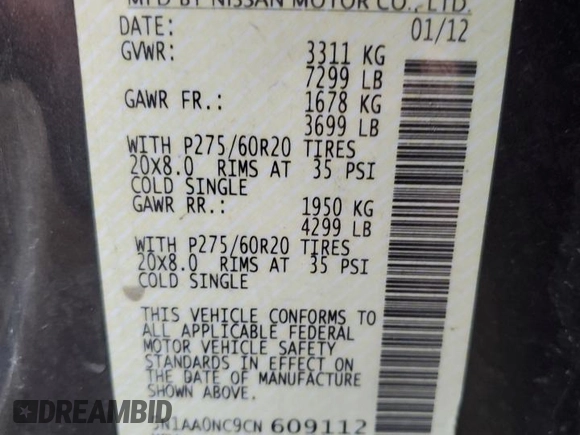 MFD BY NISSAN MOTOR CO., LTD.
DATE: 01/12
GVWR: 3311 KG
7299 LB
GAWR FR.: 1678 KG
3699 LB
WITH P275/60R20 TIRES
20X8.0 RIMS AT 35 PSI
COLD SINGLE
GAWR RR.: 1950 KG
4299 LB
WITH P275/60R20 TIRES
20X8.0 RIMS AT 35 PSI
COLD SINGLE
THIS VEHICLE CONFORMS TO
ALL APPLICABLE FEDERAL
MOTOR VEHICLE SAFETY
STANDARDS IN EFFECT ON
THE DATE OF MANUFACTURE
SHOWN ABOVE.
5N1AA0NC9CN 609112
STATBIDCARS